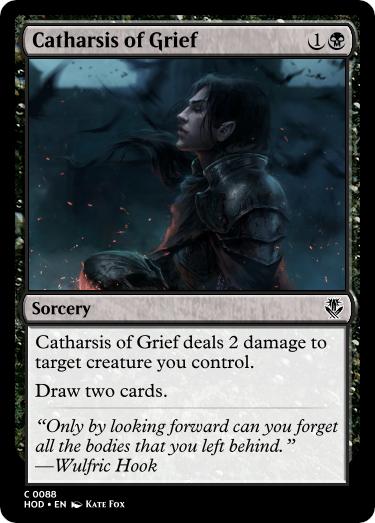 Catharsis of Grief 1
Sorcery
Catharsis of Grief deals 2 damage to
target creature you control.
Draw two cards.
“Only by looking forward can you forget
all the bodies that you left behind.”
—Wulfric Hook
C 0088
HOD • EN Kate Fox